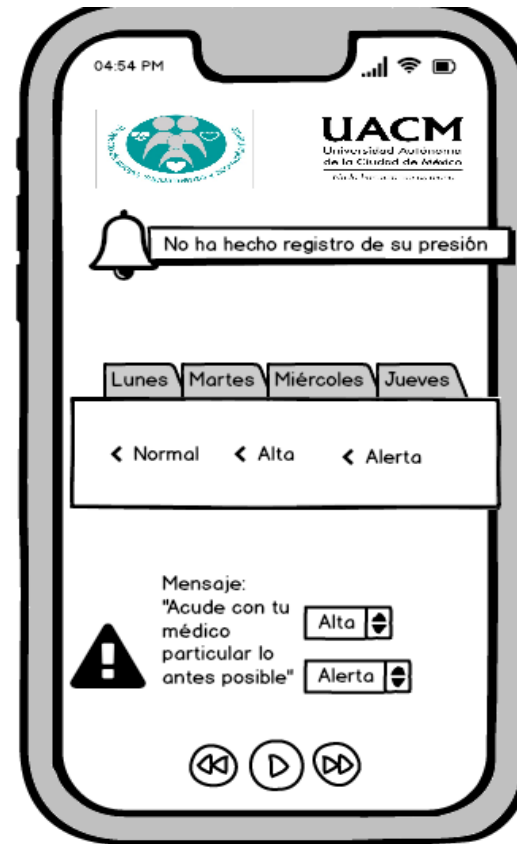 04:54 PM
UACM
Universidad Autónoma
de la Ciudad de México
No ha hecho registro de su presión
Lunes Martes Miércoles Jueves
Normal Alta Alerta
Mensaje:
"Acude con tu
médico
particular lo
antes posible"
Alta
Alerta